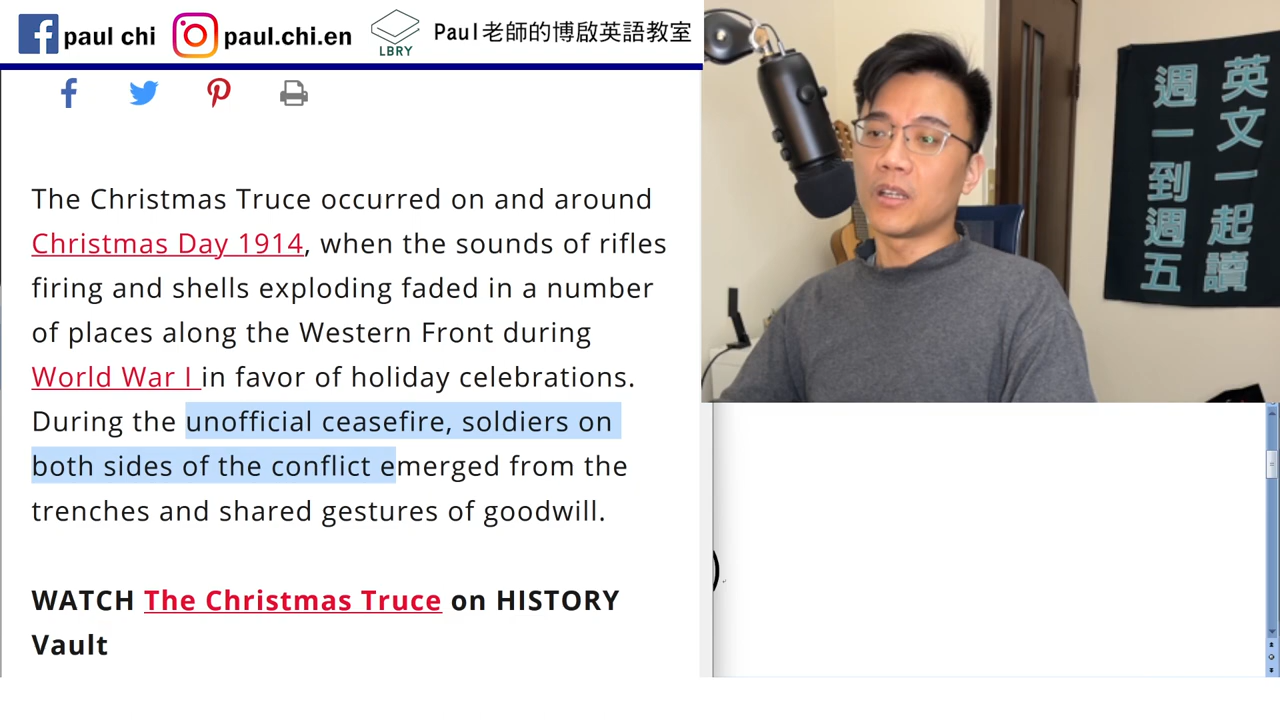 paul chi
paul.chi.en
LBRY
Paul老師的博啟英語教室
The Christmas Truce occurred on and around
Christmas Day 1914, when the sounds of rifles
firing and shells exploding faded in a number
of places along the Western Front during
World War I in favor of holiday celebrations.
During the unofficial ceasefire, soldiers on
both sides of the conflict emerged from the
trenches and shared gestures of goodwill.
WATCH The Christmas Truce on HISTORY
Vault
英文一起讀
週一到週五